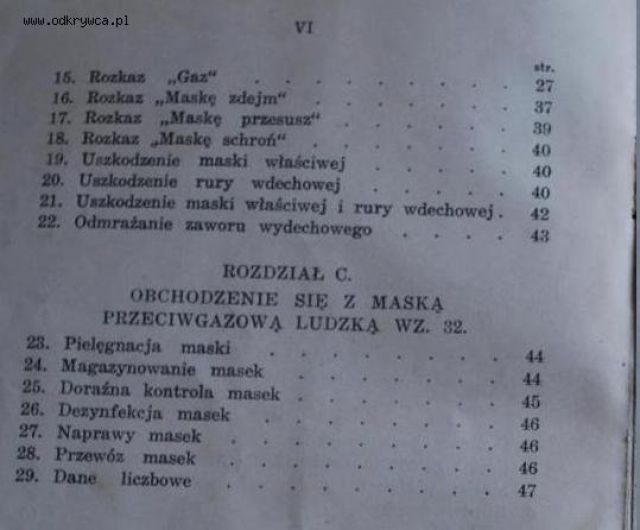 www.odkrywca.pl
VI
str.
15. Rozkaz „Gaz“ . . . . . . . . 27
16. Rozkaz „Maskę zdejm“ . . . . . . 37
17. Rozkaz „Maskę przesusz“ . . . . . 39
18. Rozkaz „Maskę schroń“ . . . . . . 40
19. Uszkodzenie maski właściwej . . . . 40
20. Uszkodzenie rury wdechowej . . . . 40
21. Uszkodzenie maski właściwej i rury wdechowej . 42
22. Odmrażanie zaworu wydechowego . . . . 43
ROZDZIAŁ C.
OBCHODZENIE SIĘ Z MASKĄ
PRZECIWGAZOWĄ LUDZKĄ WZ. 32.
23. Pielęgnacja maski . . . . . . . 44
24. Magazynowanie masek . . . . . . 44
25. Doraźna kontrola masek . . . . . . 45
26. Dezynfekcja masek . . . . . . . 46
27. Naprawy masek . . . . . . . . 46
28. Przewóz masek . . . . . . . . 46
29. Dane liczbowe . . . . . . . . 47